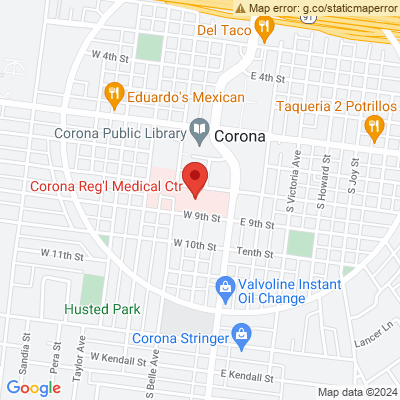 Map error: g.co/staticmaperror
91
Del Taco
W 4th St
E 4th St
Eduardo's Mexican
Taqueria 2 Potrillos
Corona Public Library
Corona
S Victoria Ave
S Howard St
S Joy St
Corona Reg'l Medical Ctr
W 9th St
E 9th St
W 10th St
Tenth St
W 11th St
Valvoline Instant
Oil Change
Husted Park
Corona Stringer
Lancer Ln
Sandia St
Pera St
Taylor Ave
S Belle Ave
W Kendall St
E Kendall St
Google
Map data ©2024